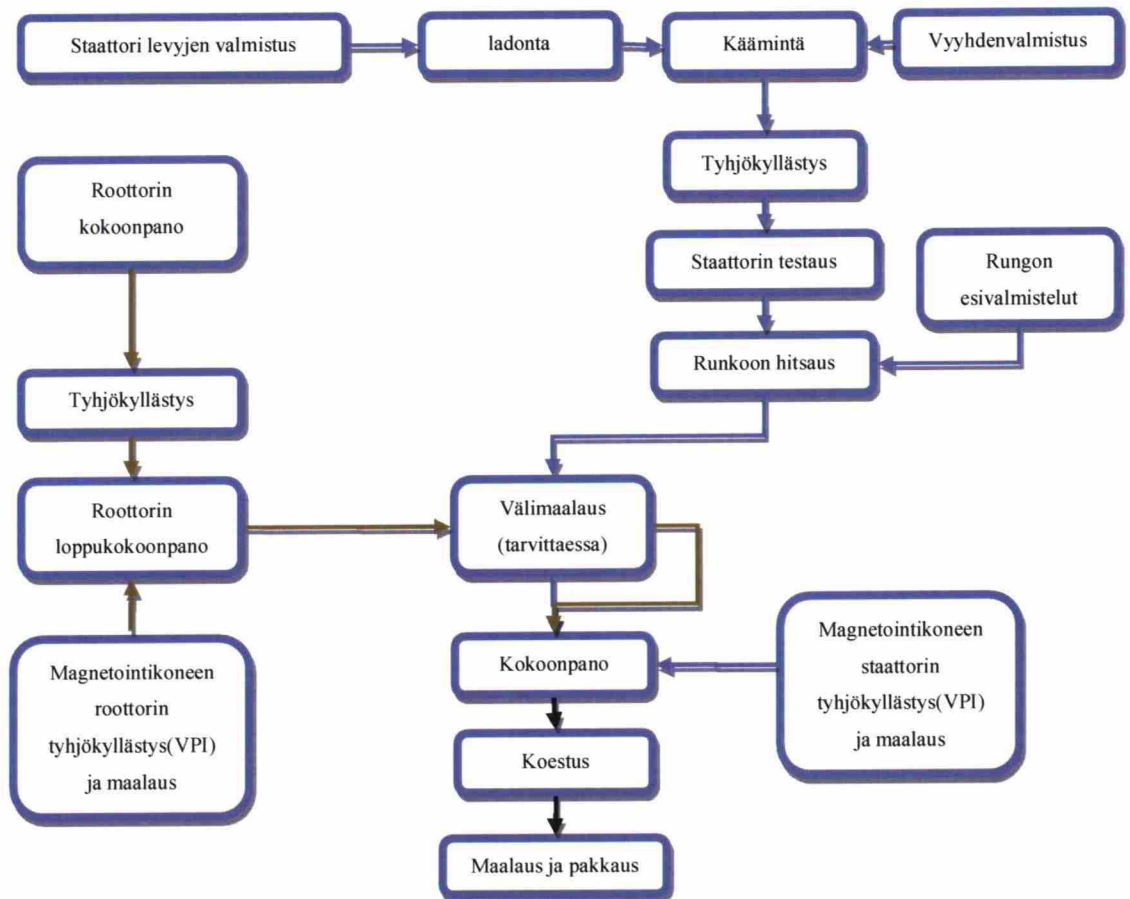 Staattori levyjen valmistus
ladonta
Käämintä
Vyyhdenvalmistus
Tyhjökyllästys
Roottorin
kokoonpano
Staattorin testaus
Rungon
esivalmistelut
Runkoon hitsaus
Tyhjökyllästys
Roottorin
loppukokoonpano
Välimaalaus
(tarvittaessa)
Magnetointikoneen
roottorin
tyhjökyllästys(VPI)
ja maalaus
Kokoonpano
Magnetointikoneen
staattorin
tyhjökyllästys(VPI)
ja maalaus
Koestus
Maalaus ja pakkaus